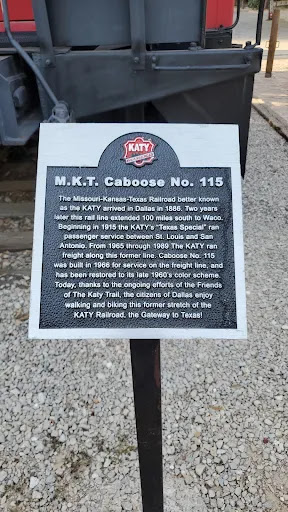 KATY
M.K.T. Caboose No. 115
The Missouri-Kansas-Texas Railroad better known
as the KATY arrived in Dallas in 1886. Two years
later this rail line extended 100 miles south to Waco.
Beginning in 1915 the KATY's "Texas Special" ran
passenger service between St. Louis and San
Antonio. From 1965 through 1989 The KATY ran
freight along this former line. Caboose No. 115
was built in 1966 for service on the freight line, and
has been restored to its late 1960's color scheme.
Today, thanks to the ongoing efforts of the Friends
of The Katy Trail, the citizens of Dallas enjoy
walking and biking this former stretch of the
KATY Railroad, the Gateway to Texas!